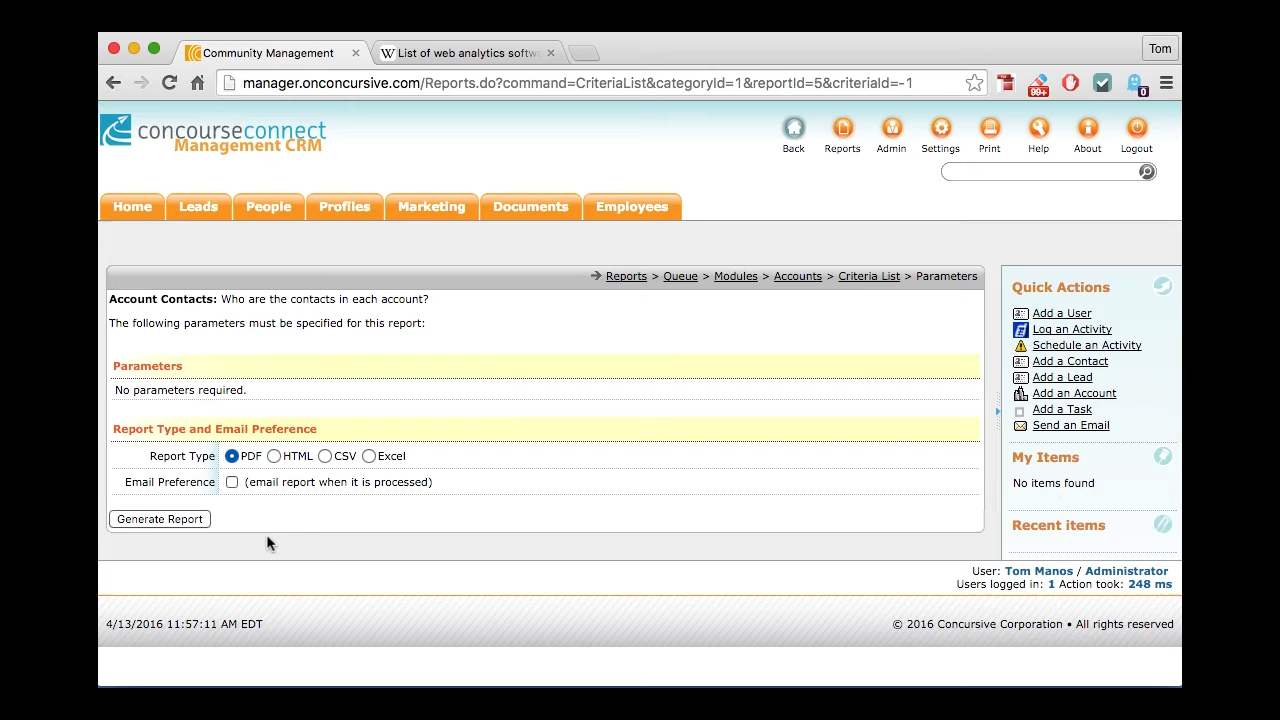 Community Management
List of web analytics softw
Tom
manager.onconcursive.com/Reports.do?command=CriteriaList&categoryId=1&reportId=5&criteriaId=-1
99+
0
concourseconnect
Management CRM
Back Reports Admin Settings Print Help About Logout
Home Leads People Profiles Marketing Documents Employees
Reports > Queue > Modules > Accounts > Criteria List > Parameters
Account Contacts: Who are the contacts in each account?
The following parameters must be specified for this report:
Parameters
No parameters required.
Report Type and Email Preference
Report Type PDF HTML CSV Excel
Email Preference (email report when it is processed)
Generate Report
Quick Actions
Add a User
Log an Activity
Schedule an Activity
Add a Contact
Add a Lead
Add an Account
Add a Task
Send an Email
My Items
No items found
Recent items
User: Tom Manos / Administrator
Users logged in: 1 Action took: 248 ms
4/13/2016 11:57:11 AM EDT
© 2016 Concursive Corporation • All rights reserved